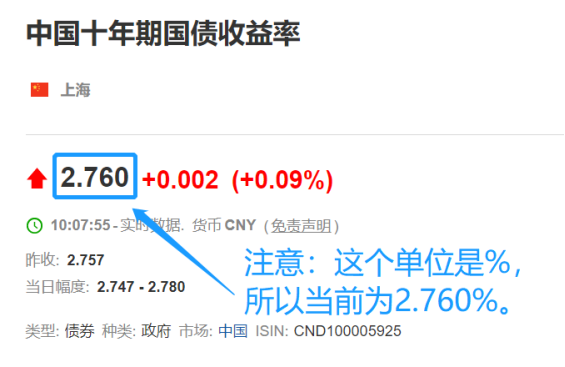 中国十年期国债收益率
上海
2.760 +0.002 (+0.09%)
10:07:55 - 实时数据. 货币 CNY ( 免责声明 )
昨收: 2.757
当日幅度: 2.747 - 2.780
注意：这个单位是%，
所以当前为2.760%。
类型: 债券 种类: 政府 市场: 中国 ISIN: CND100005925